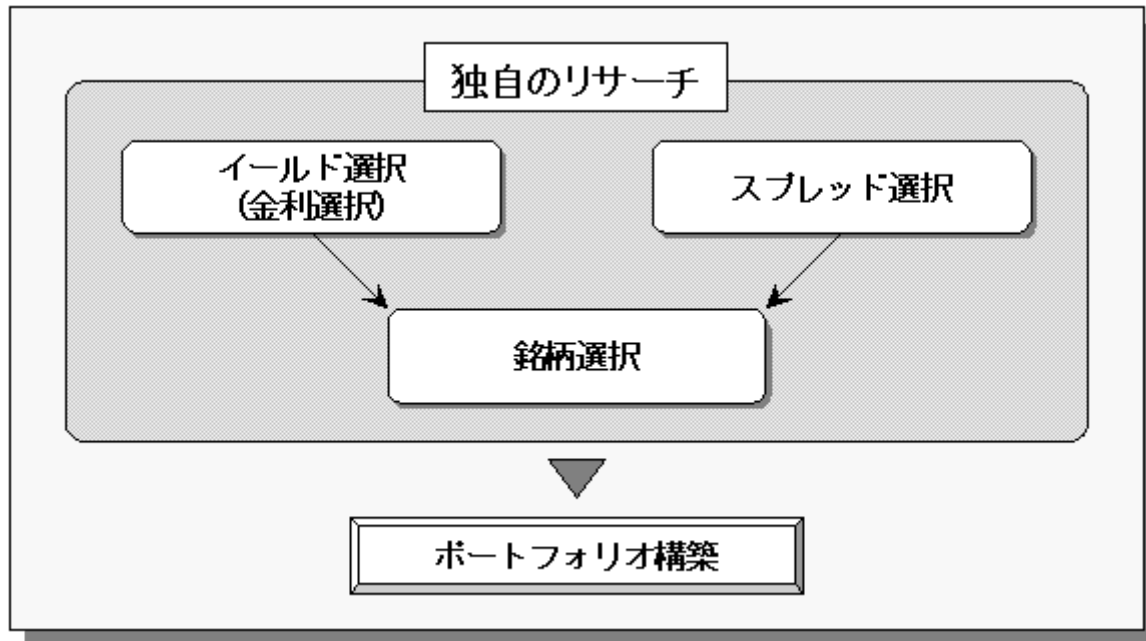 独自のリサーチ
イールド選択
(金利選択)
スプレッド選択
銘柄選択
ポートフォリオ構築